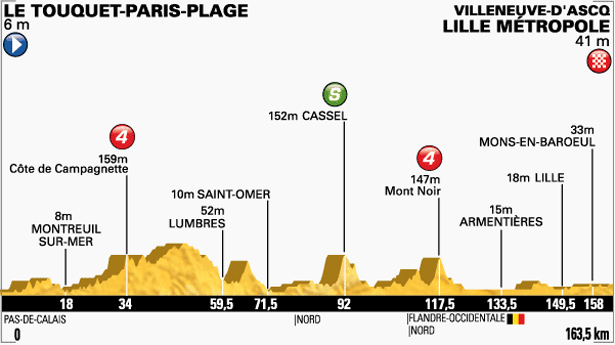 LE TOUQUET-PARIS-PLAGE
6 m
VILLENEUVE-D'ASCQ
LILLE MÉTROPOLE
41 m
S
152m CASSEL
4
159m
Côte de Campagnette
33m
MONS-EN-BAROEUL
4
147m
Mont Noir
18m LILLE
10m SAINT-OMER
8m
MONTREUIL
SUR-MER
52m
LUMBRES
15m
ARMENTIÈRES
18 34 59,5 71,5 92 117,5 133,5 149,5 158
PAS-DE-CALAIS
|NORD
|FLANDRE-OCCIDENTALE
|NORD
0
163,5 km